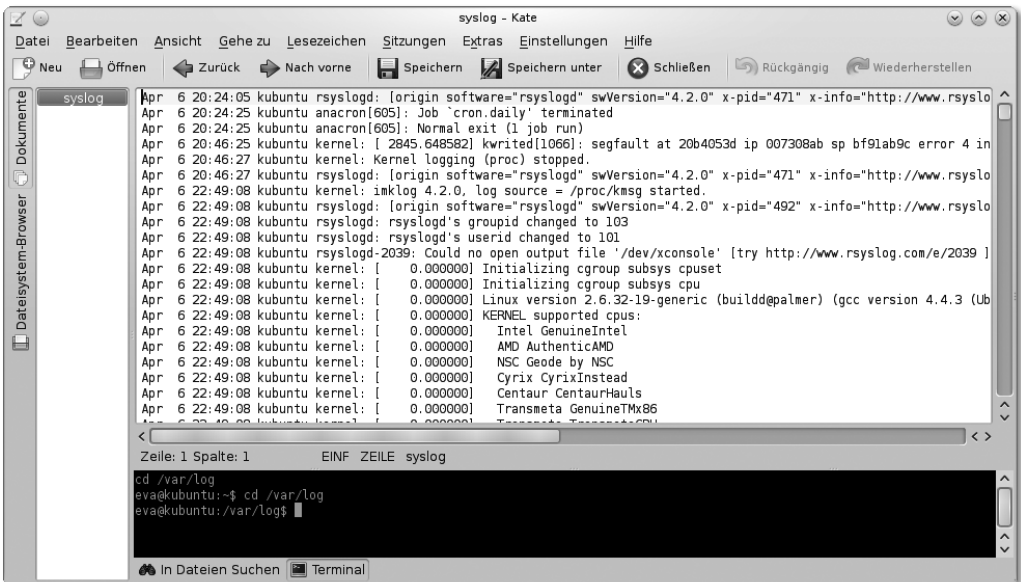 syslog – Kate
Datei Bearbeiten Ansicht Gehe zu Lesezeichen Sitzungen Extras Einstellungen Hilfe
Neu Öffnen Zurück Nach vorne Speichern Speichern unter Schließen Rückgängig Wiederherstellen
Dokumente
Dateisystem-Browser
syslog
Apr  6 20:24:05 kubuntu rsyslogd: [origin software="rsyslogd" swVersion="4.2.0" x-pid="471" x-info="http://www.rsyslo
Apr  6 20:24:25 kubuntu anacron[605]: Job `cron.daily' terminated
Apr  6 20:24:25 kubuntu anacron[605]: Normal exit (1 job run)
Apr  6 20:46:25 kubuntu kernel: [ 2845.648582] kwrited[1066]: segfault at 20b4053d ip 007308ab sp bf91ab9c error 4 in
Apr  6 20:46:27 kubuntu kernel: Kernel logging (proc) stopped.
Apr  6 20:46:27 kubuntu rsyslogd: [origin software="rsyslogd" swVersion="4.2.0" x-pid="471" x-info="http://www.rsyslo
Apr  6 22:49:08 kubuntu kernel: imklog 4.2.0, log source = /proc/kmsg started.
Apr  6 22:49:08 kubuntu rsyslogd: [origin software="rsyslogd" swVersion="4.2.0" x-pid="492" x-info="http://www.rsyslo
Apr  6 22:49:08 kubuntu rsyslogd: rsyslogd's groupid changed to 103
Apr  6 22:49:08 kubuntu rsyslogd: rsyslogd's userid changed to 101
Apr  6 22:49:08 kubuntu rsyslogd-2039: Could no open output file '/dev/xconsole' [try http://www.rsyslog.com/e/2039 ]
Apr  6 22:49:08 kubuntu kernel: [    0.000000] Initializing cgroup subsys cpuset
Apr  6 22:49:08 kubuntu kernel: [    0.000000] Initializing cgroup subsys cpu
Apr  6 22:49:08 kubuntu kernel: [    0.000000] Linux version 2.6.32-19-generic (buildd@palmer) (gcc version 4.4.3 (Ub
Apr  6 22:49:08 kubuntu kernel: [    0.000000] KERNEL supported cpus:
Apr  6 22:49:08 kubuntu kernel: [    0.000000]   Intel GenuineIntel
Apr  6 22:49:08 kubuntu kernel: [    0.000000]   AMD AuthenticAMD
Apr  6 22:49:08 kubuntu kernel: [    0.000000]   NSC Geode by NSC
Apr  6 22:49:08 kubuntu kernel: [    0.000000]   Cyrix CyrixInstead
Apr  6 22:49:08 kubuntu kernel: [    0.000000]   Centaur CentaurHauls
Apr  6 22:49:08 kubuntu kernel: [    0.000000]   Transmeta GenuineTMx86
Zeile: 1 Spalte: 1 EINF ZEILE syslog
cd /var/log
eva@kubuntu:~$ cd /var/log
eva@kubuntu:/var/log$
In Dateien Suchen Terminal